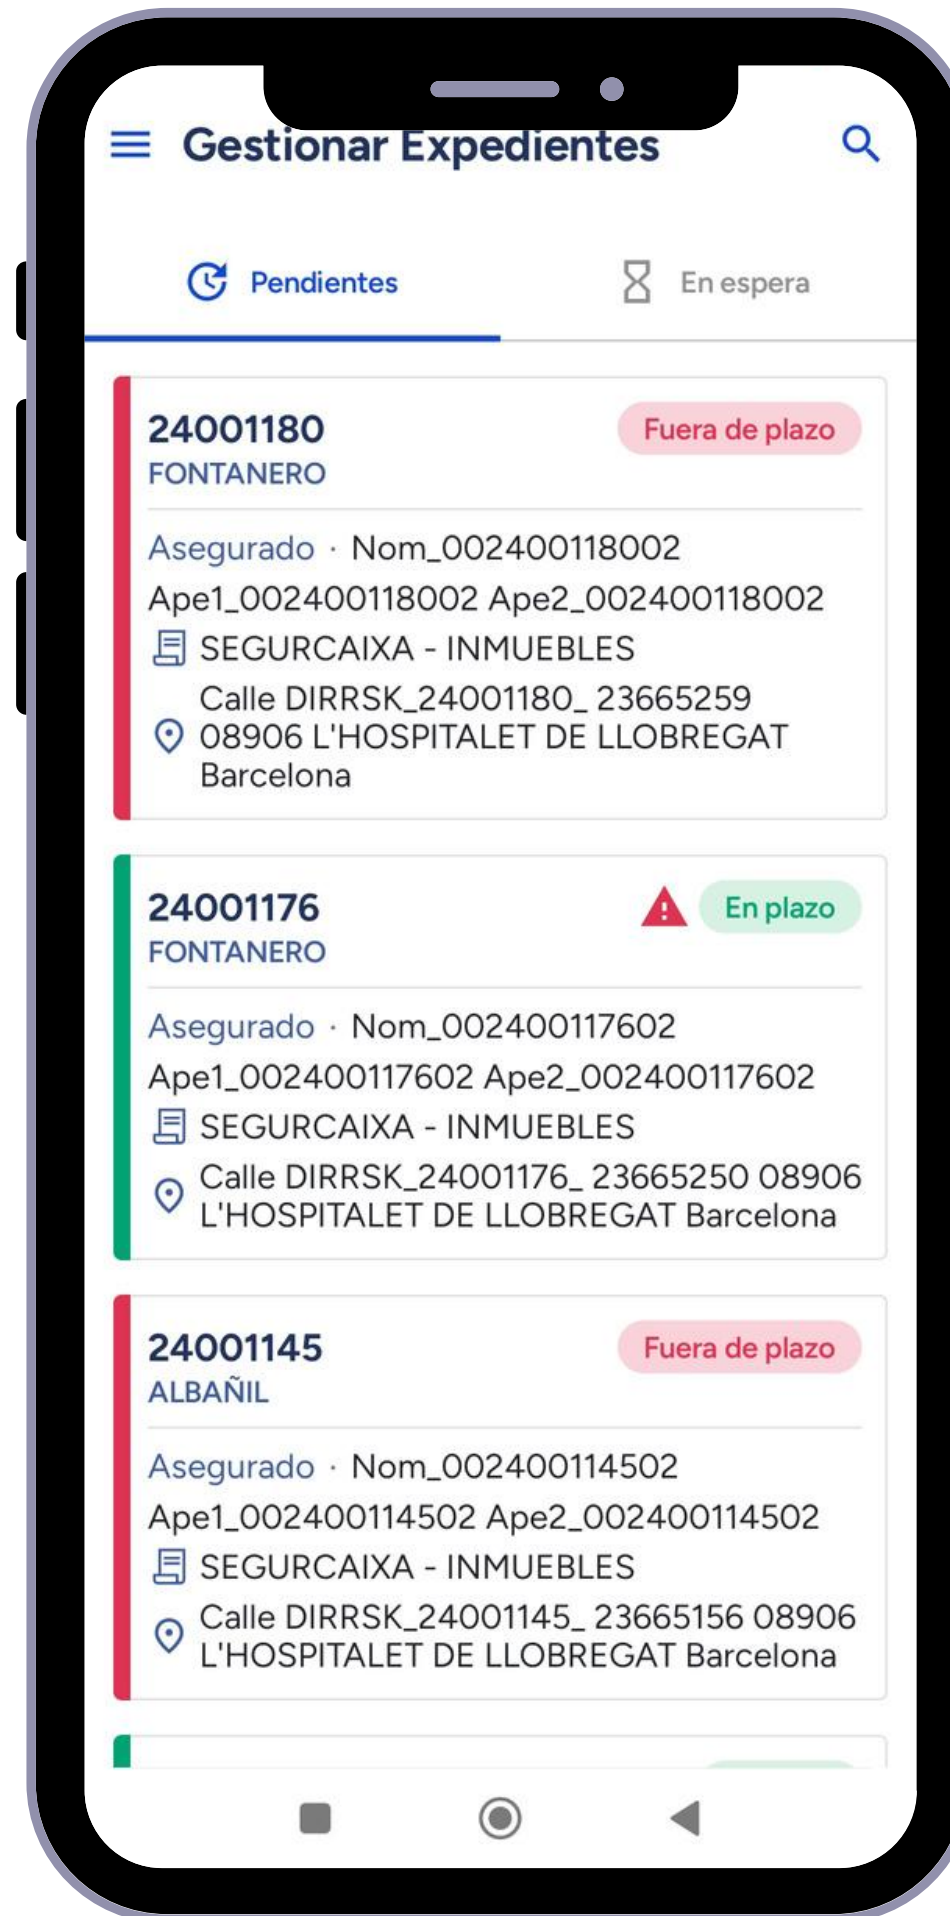 Gestionar Expedientes
Pendientes
En espera
24001180
Fuera de plazo
FONTANERO
Asegurado · Nom_002400118002
Ape1_002400118002 Ape2_002400118002
SEGURCAIXA - INMUEBLES
Calle DIRRSK_24001180_ 23665259
08906 L'HOSPITALET DE LLOBREGAT
Barcelona
24001176
En plazo
FONTANERO
Asegurado · Nom_002400117602
Ape1_002400117602 Ape2_002400117602
SEGURCAIXA - INMUEBLES
Calle DIRRSK_24001176_ 23665250 08906
L'HOSPITALET DE LLOBREGAT Barcelona
24001145
Fuera de plazo
ALBAÑIL
Asegurado · Nom_002400114502
Ape1_002400114502 Ape2_002400114502
SEGURCAIXA - INMUEBLES
Calle DIRRSK_24001145_ 23665156 08906
L'HOSPITALET DE LLOBREGAT Barcelona